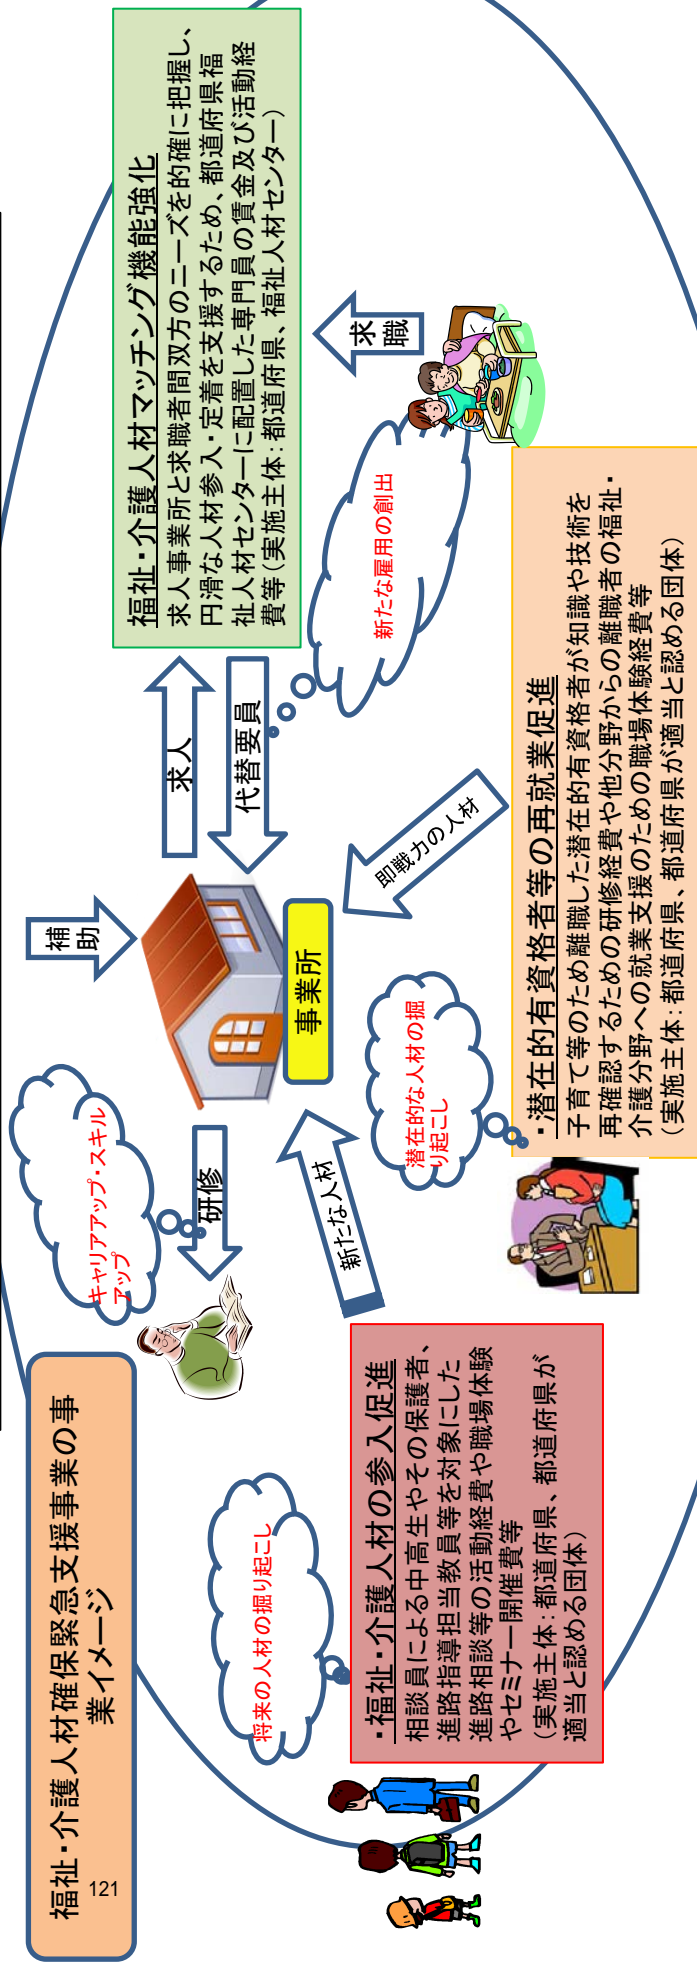 福祉・介護人材確保緊急支援事業の事
業イメージ
121
キャリアアップ・スキル
アップ
研修
補
助
事業所
求人
代替要員
福祉・介護人材マッチング機能強化
求人事業所と求職者間双方のニーズを的確に把握し、
円滑な人材参入・定着を支援するため、都道府県福
祉人材センターに配置した専門員の賃金及び活動経
費等（実施主体：都道府県、福祉人材センター）
求
職
新たな雇用の創出
将来の人材の掘り起こし
新たな人材
潜在的な人材の掘
り起こし
即戦力の人材
・福祉・介護人材の参入促進
相談員による中高生やその保護者、
進路指導担当教員等を対象にした
進路相談等の活動経費や職場体験
やセミナー開催費等
（実施主体：都道府県、都道府県が
適当と認める団体）
・潜在的有資格者等の再就業促進
子育て等のため離職した潜在的有資格者が知識や技術を
再確認するための研修経費や他分野からの離職者の福祉・
介護分野への就業支援のための職場体験経費等
（実施主体：都道府県、都道府県が適当と認める団体）